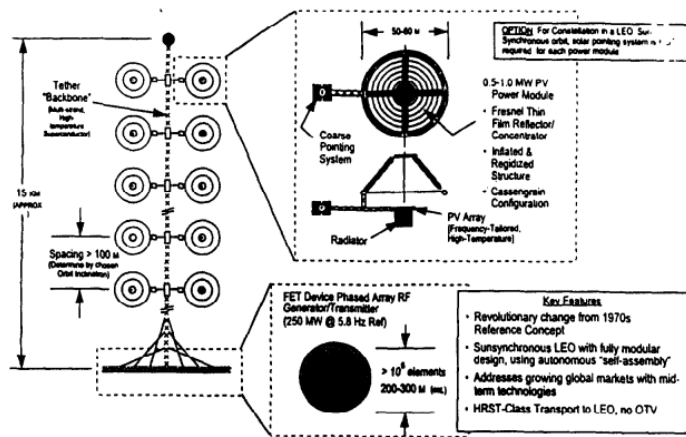 15 KM
(APPROX
Tether
"Backbone"
(Multi-strand,
High-
temperature
Superconductor)
Spacing > 100 M
(Determine by chosen
Orbit Inclination)
50-60 M
Coarse
Pointing
System
0.5-1.0 MW PV
Power Module
• Fresnel Thin
Film Reflector/
Concentrator
• Inflated &
Regidized
Structure
• Cassengrain
Configuration
PV Array
[Frequency-Tailored,
High-Temperature]
Radiator
OPTION: For Constellation in a LEO Sun-
Synchronous orbit, solar pointing system is
required for each power module
FET Device Phased Array RF
Generator/Transmitter
(250 MW @ 5.8 Hz Ref)
> 10⁶ elements
200-300 M
Key Features
• Revolutionary change from 1970s
Reference Concept
• Sunsynchronous LEO with fully modular
design, using autonomous "self-assembly"
• Addresses growing global markets with mid-
term technologies
• HRST-Class Transport to LEO, no OTV